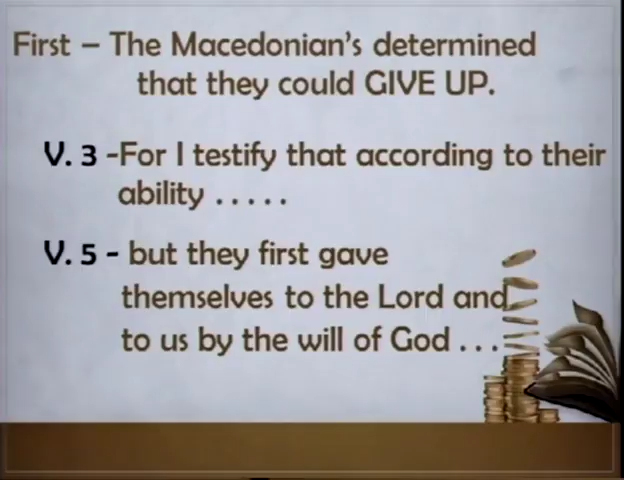 First – The Macedonian's determined
that they could GIVE UP.
V. 3 -For I testify that according to their
ability . . . . .
V. 5 - but they first gave
themselves to the Lord and
to us by the will of God . . .